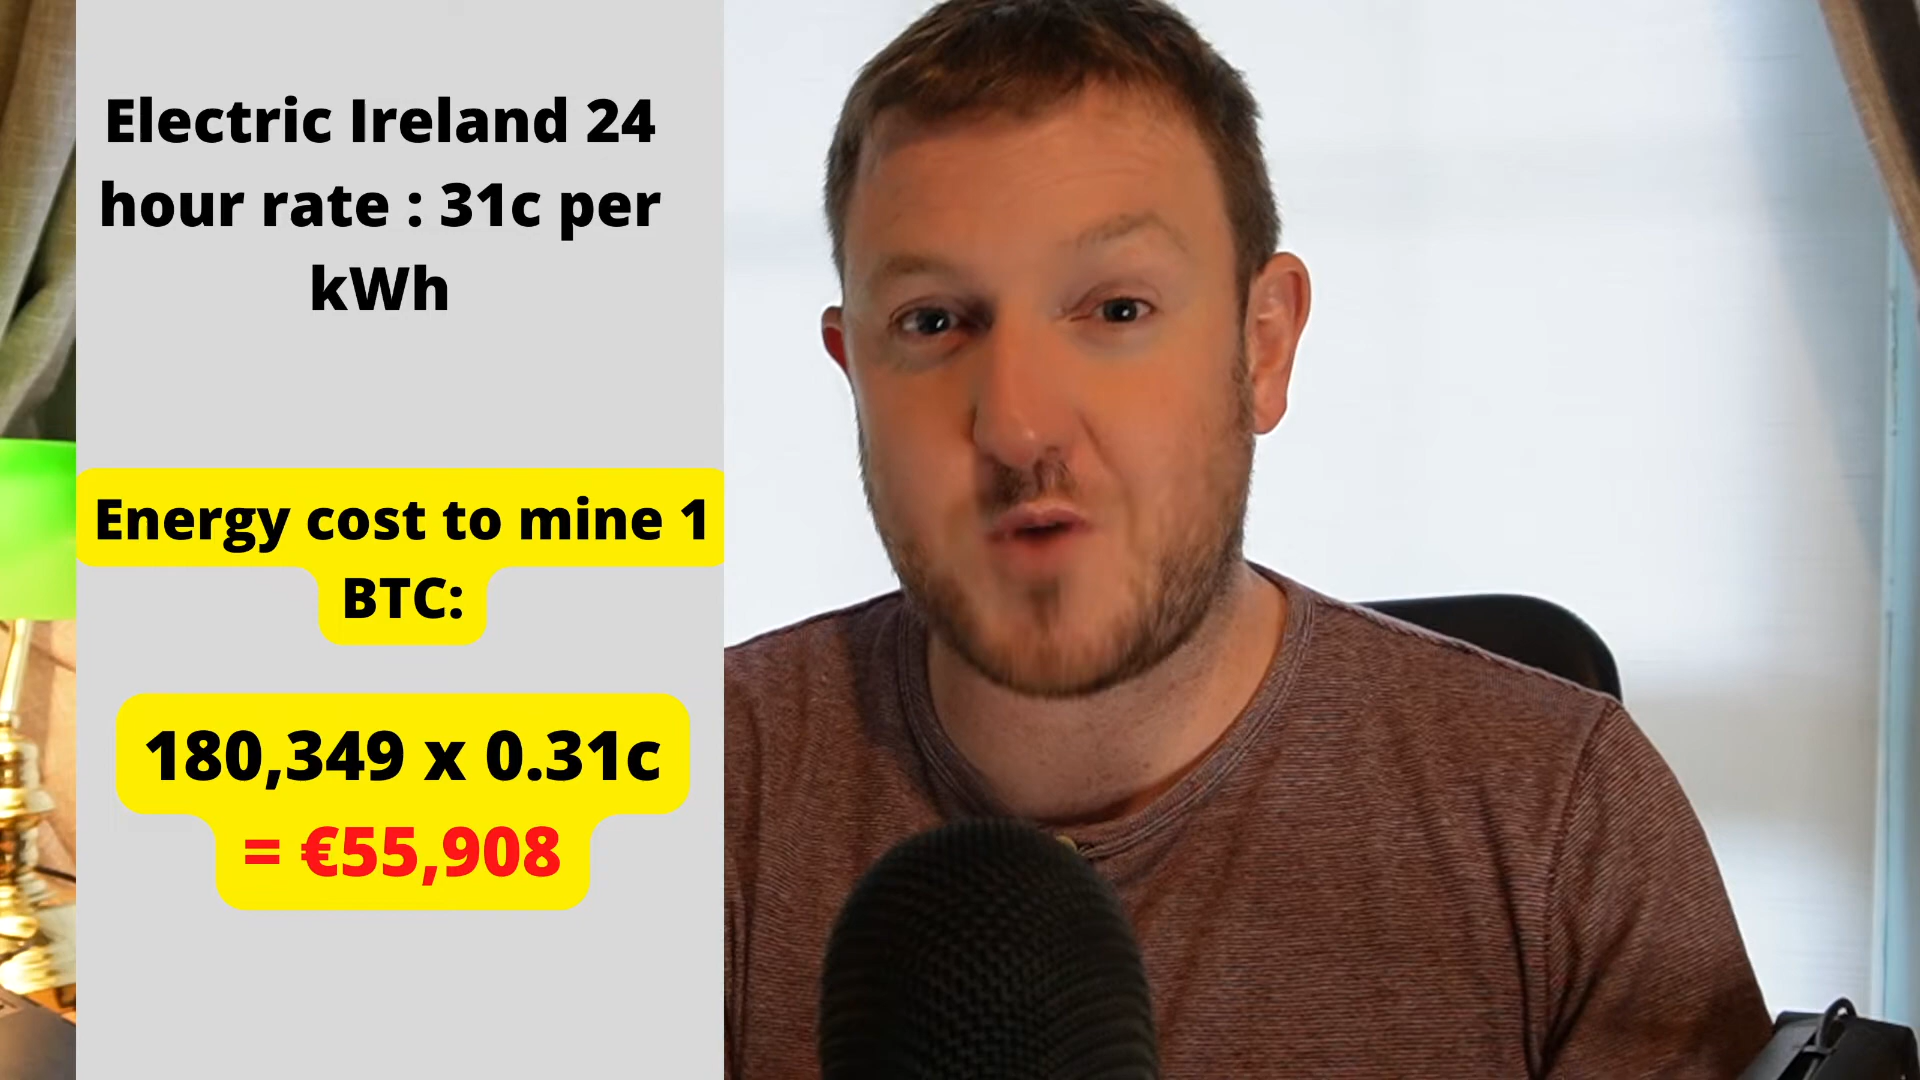 Electric Ireland 24
hour rate : 31c per
kWh
Energy cost to mine 1
BTC:
180,349 x 0.31c
= €55,908